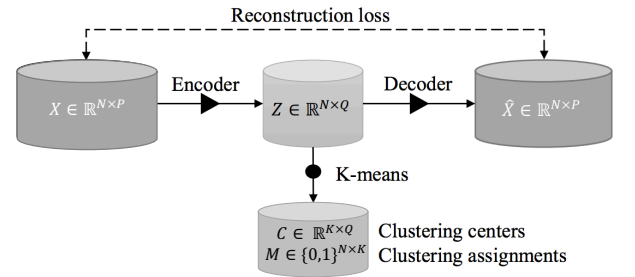 Reconstruction loss
Encoder
Decoder
X ∈ ℝ^{N×P}
Z ∈ ℝ^{N×Q}
X̂ ∈ ℝ^{N×P}
K-means
C ∈ ℝ^{K×Q} Clustering centers
M ∈ {0,1}^{N×K} Clustering assignments